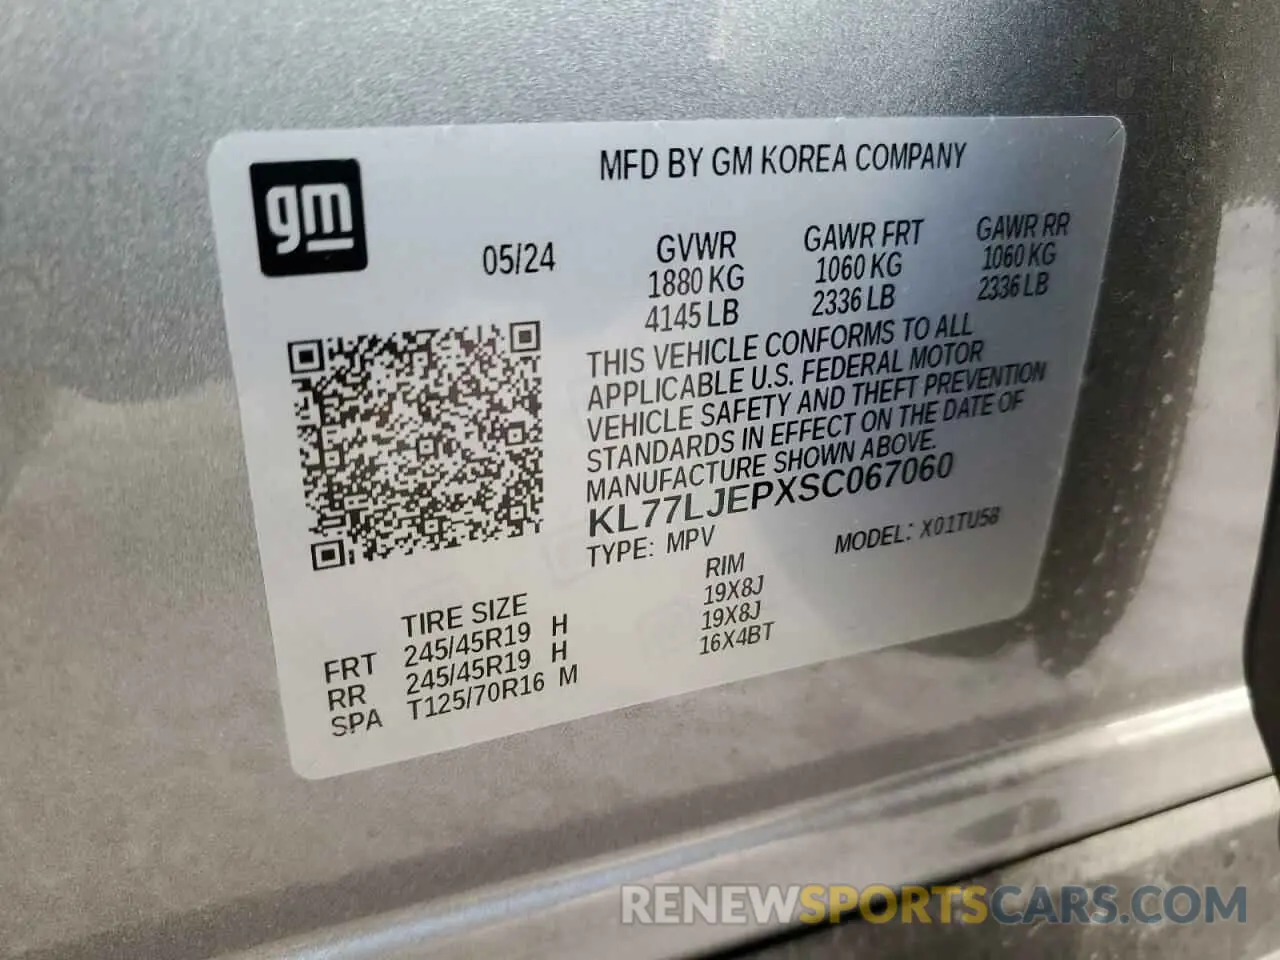 MFD BY GM KOREA COMPANY
gm
05/24
GVWR
1880 KG
4145 LB
GAWR FRT
1060 KG
2336 LB
GAWR RR
1060 KG
2336 LB
THIS VEHICLE CONFORMS TO ALL
APPLICABLE U.S. FEDERAL MOTOR
VEHICLE SAFETY AND THEFT PREVENTION
STANDARDS IN EFFECT ON THE DATE OF
MANUFACTURE SHOWN ABOVE.
KL77LJEPXSC067060
TYPE: MPV
MODEL: X01TU58
TIRE SIZE
RIM
FRT 245/45R19 H 19X8J
RR 245/45R19 H 19X8J
SPA T125/70R16 M 16X4BT
RENEWSPORTSCARS.COM